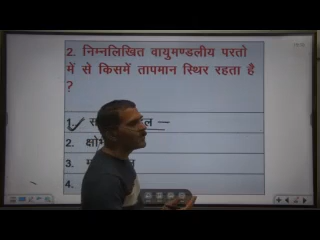 2. निम्नलिखित वायुमण्डलीय परतो
में से किसमें तापमान स्थिर रहता है
?
1.
2.
3.
4.